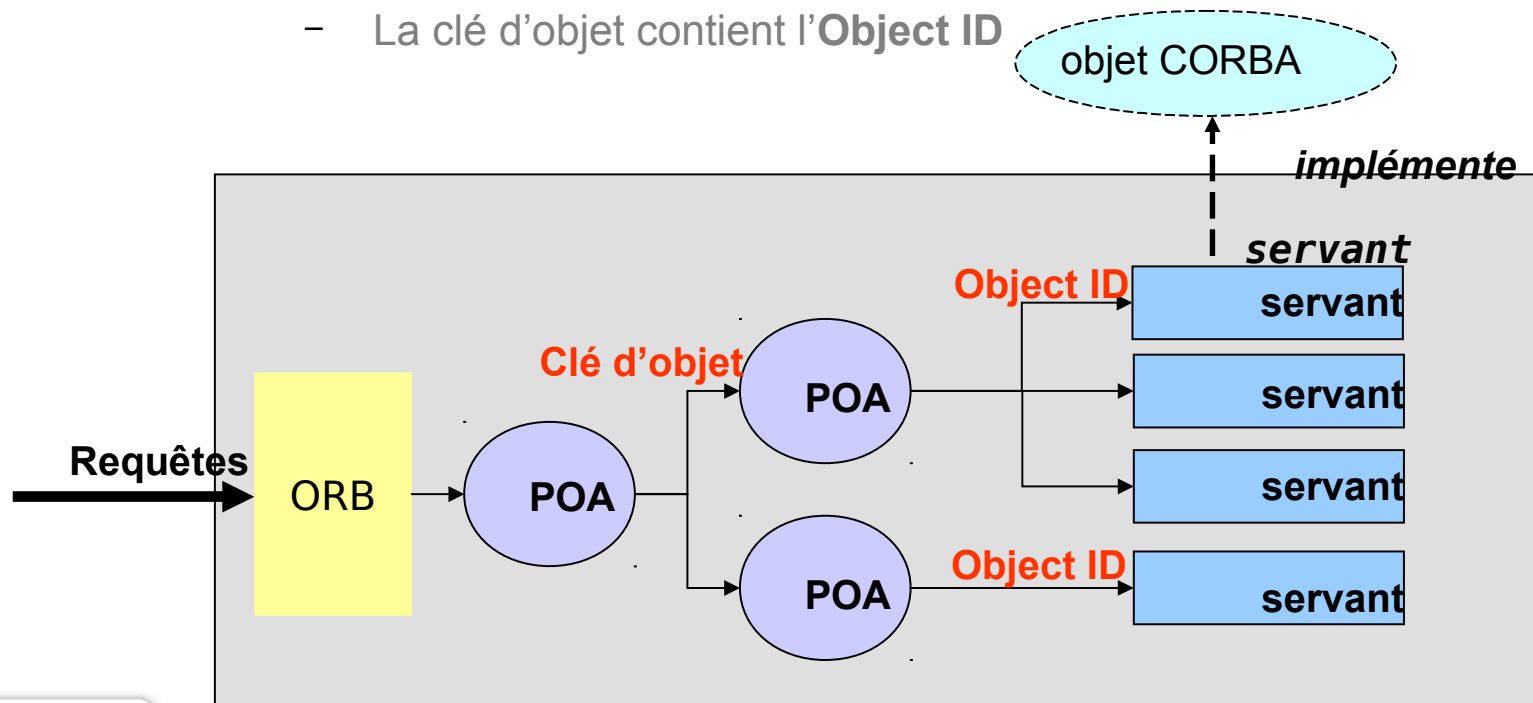 – La clé d’objet contient l’Object ID
objet CORBA
implémente
servant
Object ID
servant
Clé d’objet
POA
servant
Requêtes
ORB
POA
servant
Object ID
POA
servant